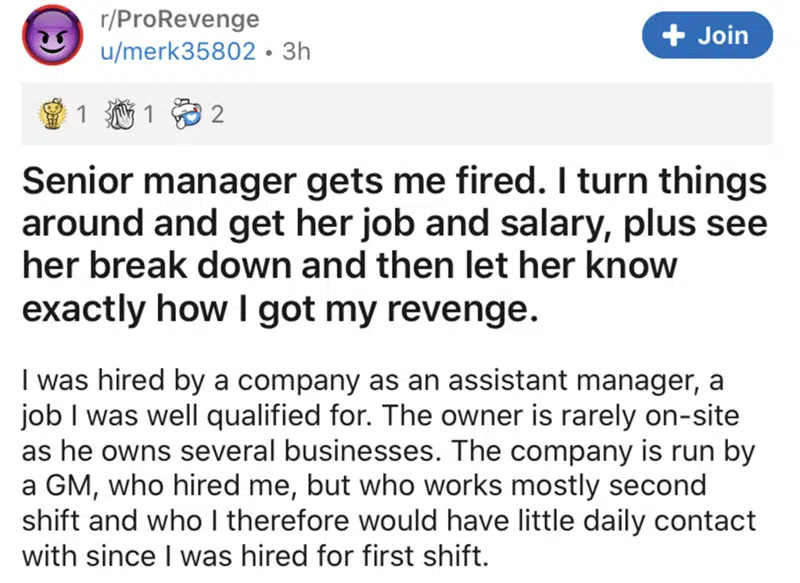 r/ProRevenge
u/merk35802 • 3h
+ Join
1 1 2
Senior manager gets me fired. I turn things
around and get her job and salary, plus see
her break down and then let her know
exactly how I got my revenge.
I was hired by a company as an assistant manager, a
job I was well qualified for. The owner is rarely on-site
as he owns several businesses. The company is run by
a GM, who hired me, but who works mostly second
shift and who I therefore would have little daily contact
with since I was hired for first shift.